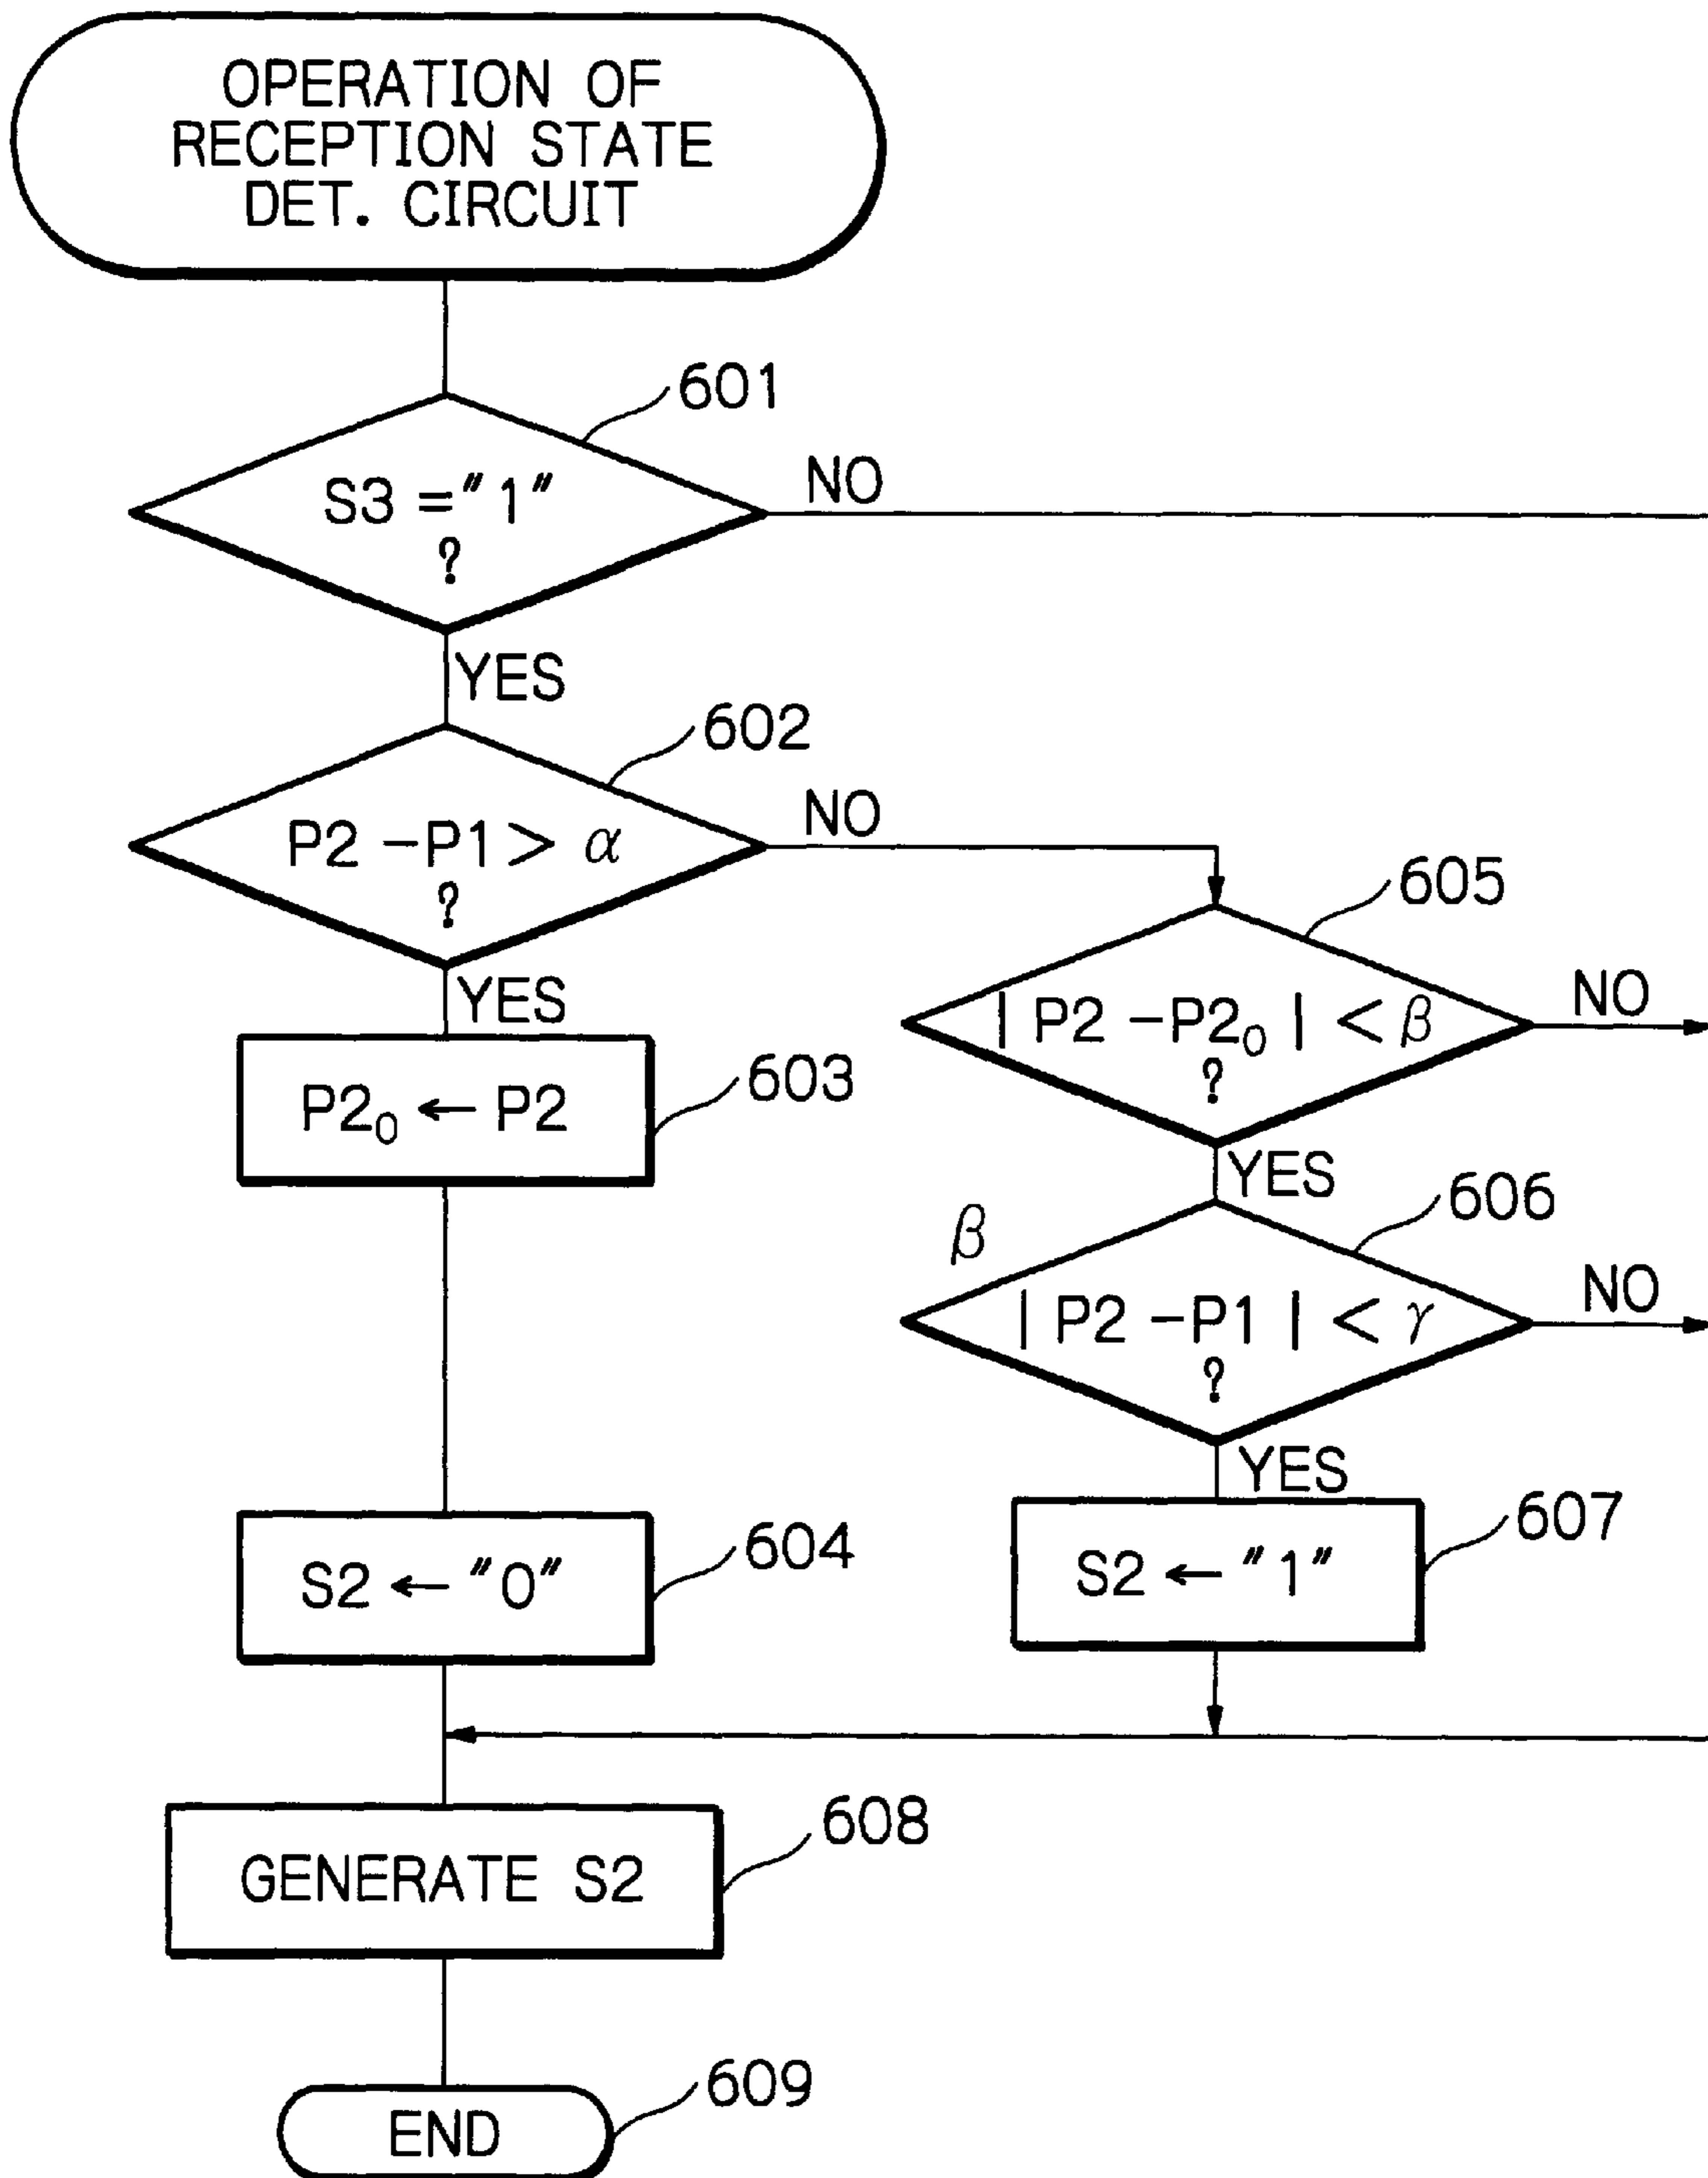 OPERATION OF
RECEPTION STATE
DET. CIRCUIT
601
S3 = "1"
?
NO
YES
602
P2 - P1 > α
?
NO
YES
603
P2₀ ← P2
605
| P2 - P2₀ | < β
?
NO
YES
β
606
| P2 - P1 | < γ
?
NO
YES
604
S2 ← "0"
607
S2 ← "1"
608
GENERATE S2
609
END